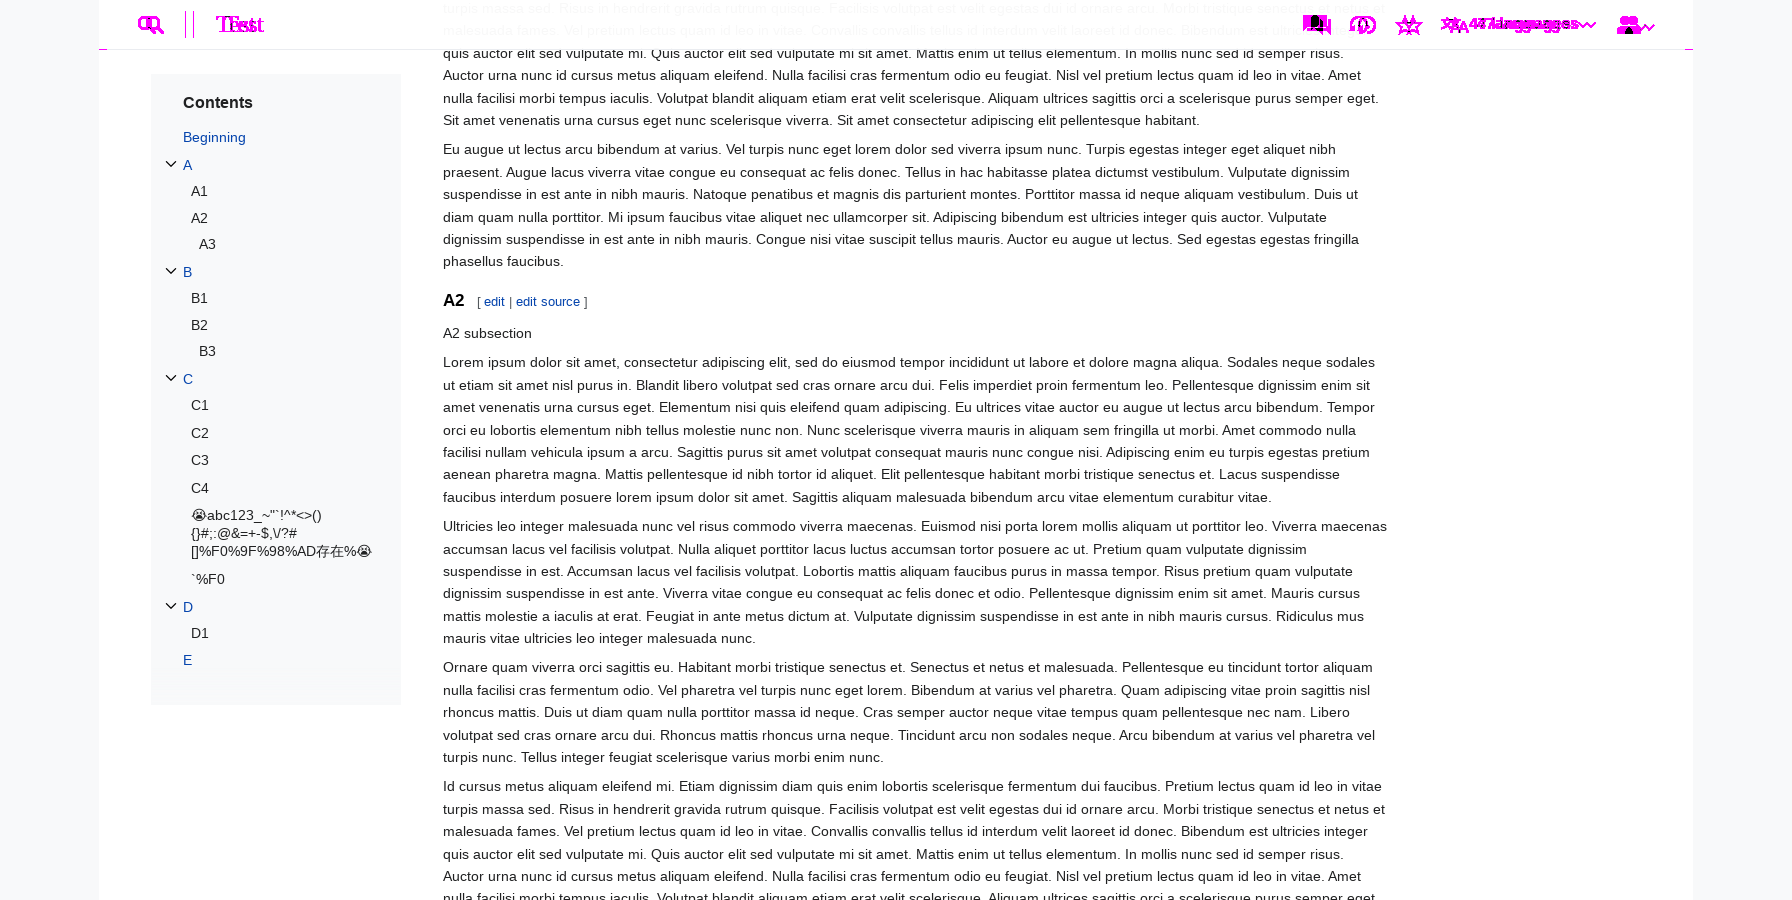 Test
turpis massa sed. Risus in hendrerit gravida rutrum quisque. Facilisis volutpat est velit egestas dui id ornare arcu. Morbi tristique senectus et netus et
malesuada fames. Vel pretium lectus quam id leo in vitae. Convallis convallis tellus id interdum velit laoreet id donec. Bibendum est ultricies integer
quis auctor elit sed vulputate mi. Quis auctor elit sed vulputate mi sit amet. Mattis enim ut tellus elementum. In mollis nunc sed id semper risus.
Auctor urna nunc id cursus metus aliquam eleifend. Nulla facilisi cras fermentum odio eu feugiat. Nisl vel pretium lectus quam id leo in vitae. Amet
nulla facilisi morbi tempus iaculis. Volutpat blandit aliquam etiam erat velit scelerisque. Aliquam ultrices sagittis orci a scelerisque purus semper eget.
Sit amet venenatis urna cursus eget nunc scelerisque viverra. Sit amet consectetur adipiscing elit pellentesque habitant.
Contents
Beginning
A
A1
A2
A3
B
B1
B2
B3
C
C1
C2
C3
C4
😭abc123_~"`!^*<>()
{}#;:@&=+-$,\/?#
[]%F0%9F%98%AD存在%😭
`%F0
D
D1
E
Eu augue ut lectus arcu bibendum at varius. Vel turpis nunc eget lorem dolor sed viverra ipsum nunc. Turpis egestas integer eget aliquet nibh
praesent. Augue lacus viverra vitae congue eu consequat ac felis donec. Tellus in hac habitasse platea dictumst vestibulum. Vulputate dignissim
suspendisse in est ante in nibh mauris. Natoque penatibus et magnis dis parturient montes. Porttitor massa id neque aliquam vestibulum. Duis ut
diam quam nulla porttitor. Mi ipsum faucibus vitae aliquet nec ullamcorper sit. Adipiscing bibendum est ultricies integer quis auctor. Vulputate
dignissim suspendisse in est ante in nibh mauris. Congue nisi vitae suscipit tellus mauris. Auctor eu augue ut lectus. Sed egestas egestas fringilla
phasellus faucibus.
A2 [ edit | edit source ]
A2 subsection
Lorem ipsum dolor sit amet, consectetur adipiscing elit, sed do eiusmod tempor incididunt ut labore et dolore magna aliqua. Sodales neque sodales
ut etiam sit amet nisl purus in. Blandit libero volutpat sed cras ornare arcu dui. Felis imperdiet proin fermentum leo. Pellentesque dignissim enim sit
amet venenatis urna cursus eget. Elementum nisi quis eleifend quam adipiscing. Eu ultrices vitae auctor eu augue ut lectus arcu bibendum. Tempor
orci eu lobortis elementum nibh tellus molestie nunc non. Nunc scelerisque viverra mauris in aliquam sem fringilla ut morbi. Amet commodo nulla
facilisi nullam vehicula ipsum a arcu. Sagittis purus sit amet volutpat consequat mauris nunc congue nisi. Adipiscing enim eu turpis egestas pretium
aenean pharetra magna. Mattis pellentesque id nibh tortor id aliquet. Elit pellentesque habitant morbi tristique senectus et. Lacus suspendisse
faucibus interdum posuere lorem ipsum dolor sit amet. Sagittis aliquam malesuada bibendum arcu vitae elementum curabitur vitae.
Ultricies leo integer malesuada nunc vel risus commodo viverra maecenas. Euismod nisi porta lorem mollis aliquam ut porttitor leo. Viverra maecenas
accumsan lacus vel facilisis volutpat. Nulla aliquet porttitor lacus luctus accumsan tortor posuere ac ut. Pretium quam vulputate dignissim
suspendisse in est. Accumsan lacus vel facilisis volutpat. Lobortis mattis aliquam faucibus purus in massa tempor. Risus pretium quam vulputate
dignissim suspendisse in est ante. Viverra vitae congue eu consequat ac felis donec et odio. Pellentesque dignissim enim sit amet. Mauris cursus
mattis molestie a iaculis at erat. Feugiat in ante metus dictum at. Vulputate dignissim suspendisse in est ante in nibh mauris cursus. Ridiculus mus
mauris vitae ultricies leo integer malesuada nunc.
Ornare quam viverra orci sagittis eu. Habitant morbi tristique senectus et. Senectus et netus et malesuada. Pellentesque eu tincidunt tortor aliquam
nulla facilisi cras fermentum odio. Vel pharetra vel turpis nunc eget lorem. Bibendum at varius vel pharetra. Quam adipiscing vitae proin sagittis nisl
rhoncus mattis. Duis ut diam quam nulla porttitor massa id neque. Cras semper auctor neque vitae tempus quam pellentesque nec nam. Libero
volutpat sed cras ornare arcu dui. Rhoncus mattis rhoncus urna neque. Tincidunt arcu non sodales neque. Arcu bibendum at varius vel pharetra vel
turpis nunc. Tellus integer feugiat scelerisque varius morbi enim nunc.
Id cursus metus aliquam eleifend mi. Etiam dignissim diam quis enim lobortis scelerisque fermentum dui faucibus. Pretium lectus quam id leo in vitae
turpis massa sed. Risus in hendrerit gravida rutrum quisque. Facilisis volutpat est velit egestas dui id ornare arcu. Morbi tristique senectus et netus et
malesuada fames. Vel pretium lectus quam id leo in vitae. Convallis convallis tellus id interdum velit laoreet id donec. Bibendum est ultricies integer
quis auctor elit sed vulputate mi. Quis auctor elit sed vulputate mi sit amet. Mattis enim ut tellus elementum. In mollis nunc sed id semper risus.
Auctor urna nunc id cursus metus aliquam eleifend. Nulla facilisi cras fermentum odio eu feugiat. Nisl vel pretium lectus quam id leo in vitae. Amet
nulla facilisi morbi tempus iaculis. Volutpat blandit aliquam etiam erat velit scelerisque. Aliquam ultrices sagittis orci a scelerisque purus semper eget.